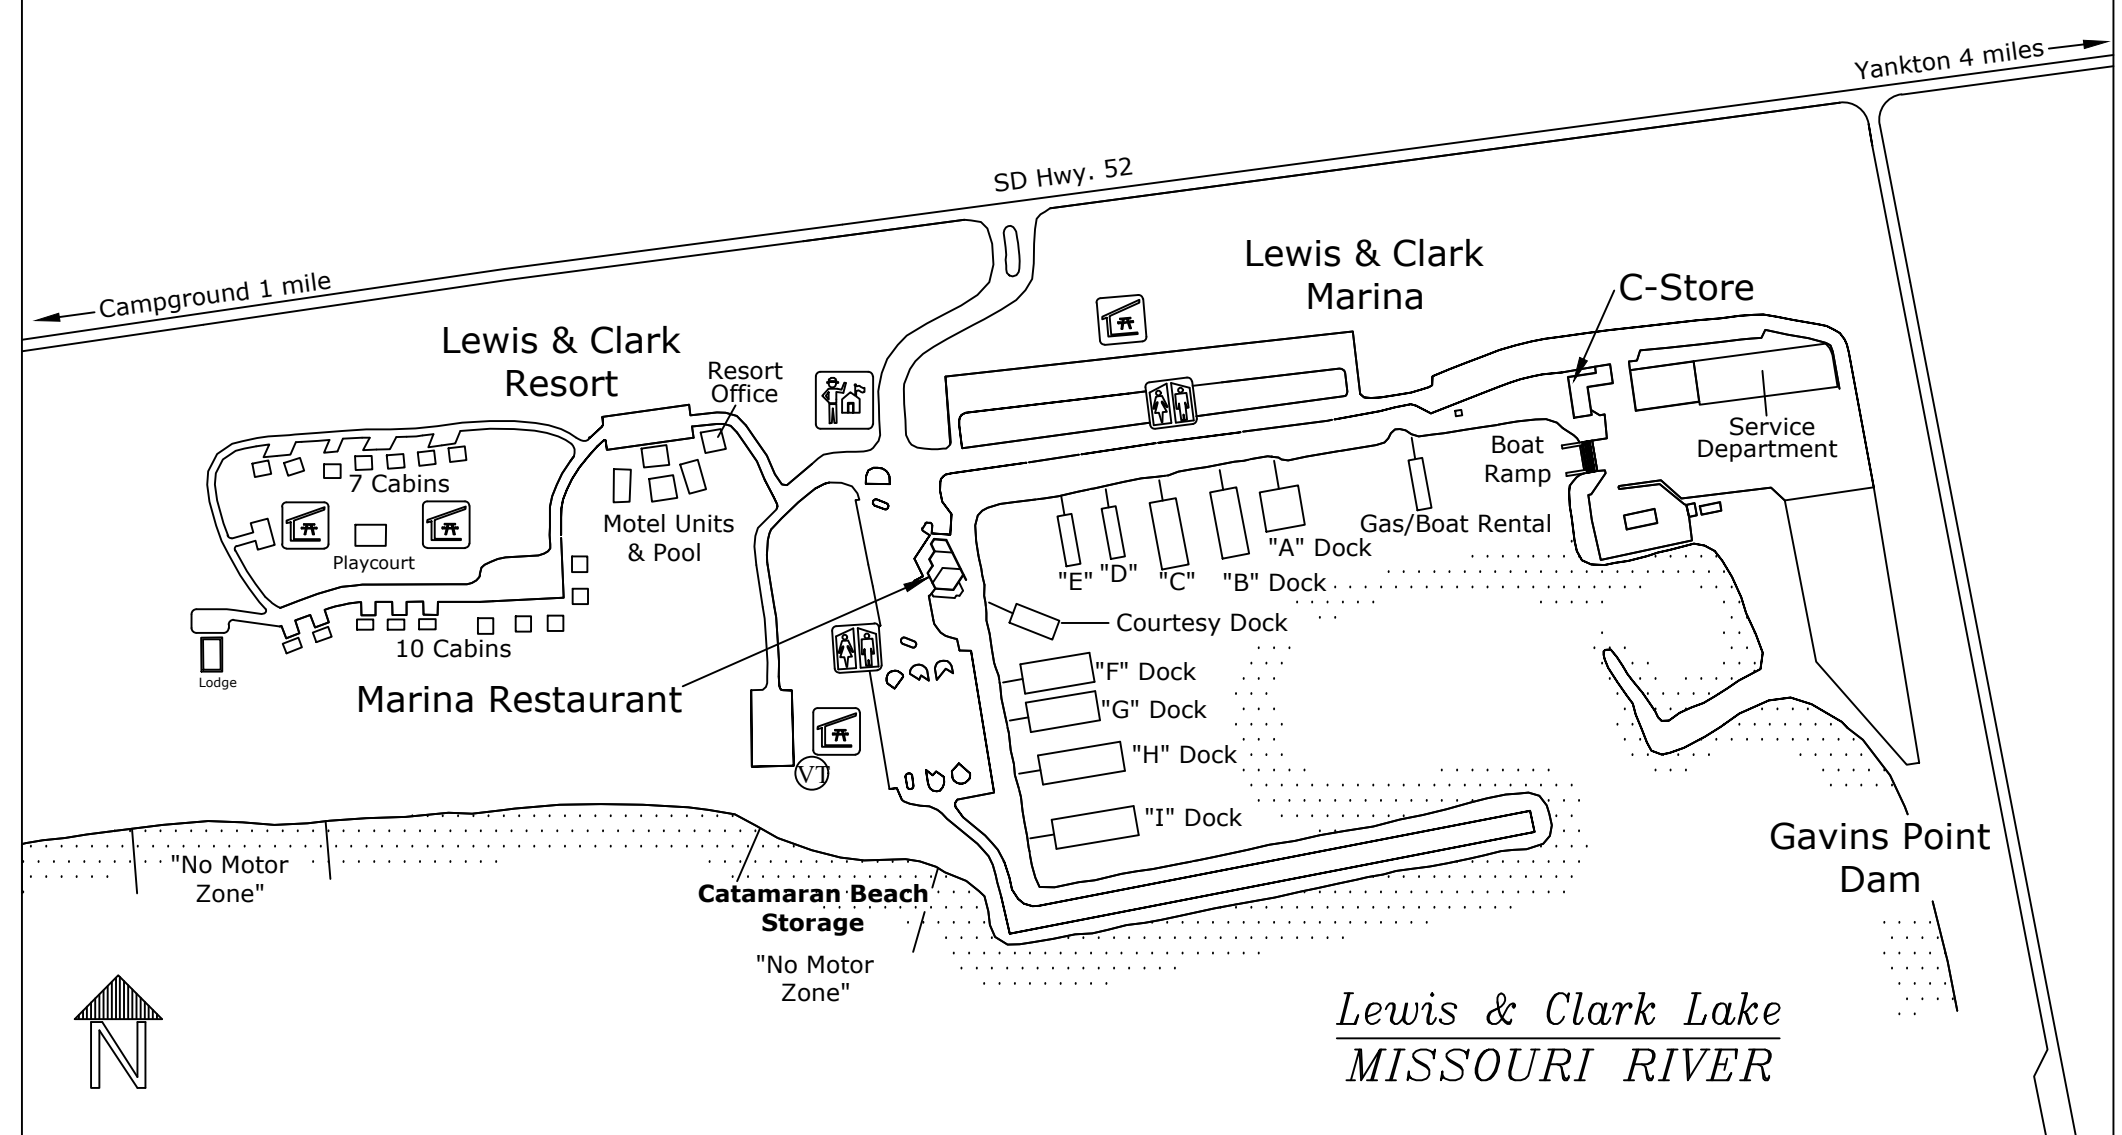 Yankton 4 miles
SD Hwy. 52
Campground 1 mile
Lewis & Clark
Marina
C-Store
Lewis & Clark
Resort
Resort
Office
Service
Department
Boat
Ramp
7 Cabins
Motel Units
& Pool
Playcourt
Gas/Boat Rental
"A" Dock
"B" Dock
"C"
"D"
"E"
Courtesy Dock
10 Cabins
Lodge
Marina Restaurant
"F" Dock
"G" Dock
"H" Dock
"I" Dock
VT
Gavins Point
Dam
"No Motor
Zone"
Catamaran Beach
Storage
"No Motor
Zone"
N
Lewis & Clark Lake
MISSOURI RIVER